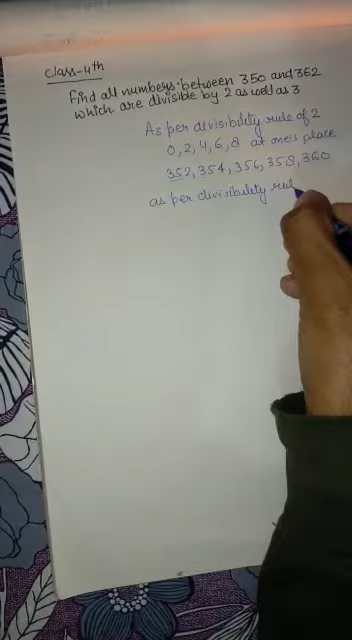 Class-4th
Find all numbers between 350 and 362
which are divisible by 2 as well as 3
As per divisibility rule of 2
0,2,4,6,8 at one's place
352,354,356,358,360
as per divisibility rul